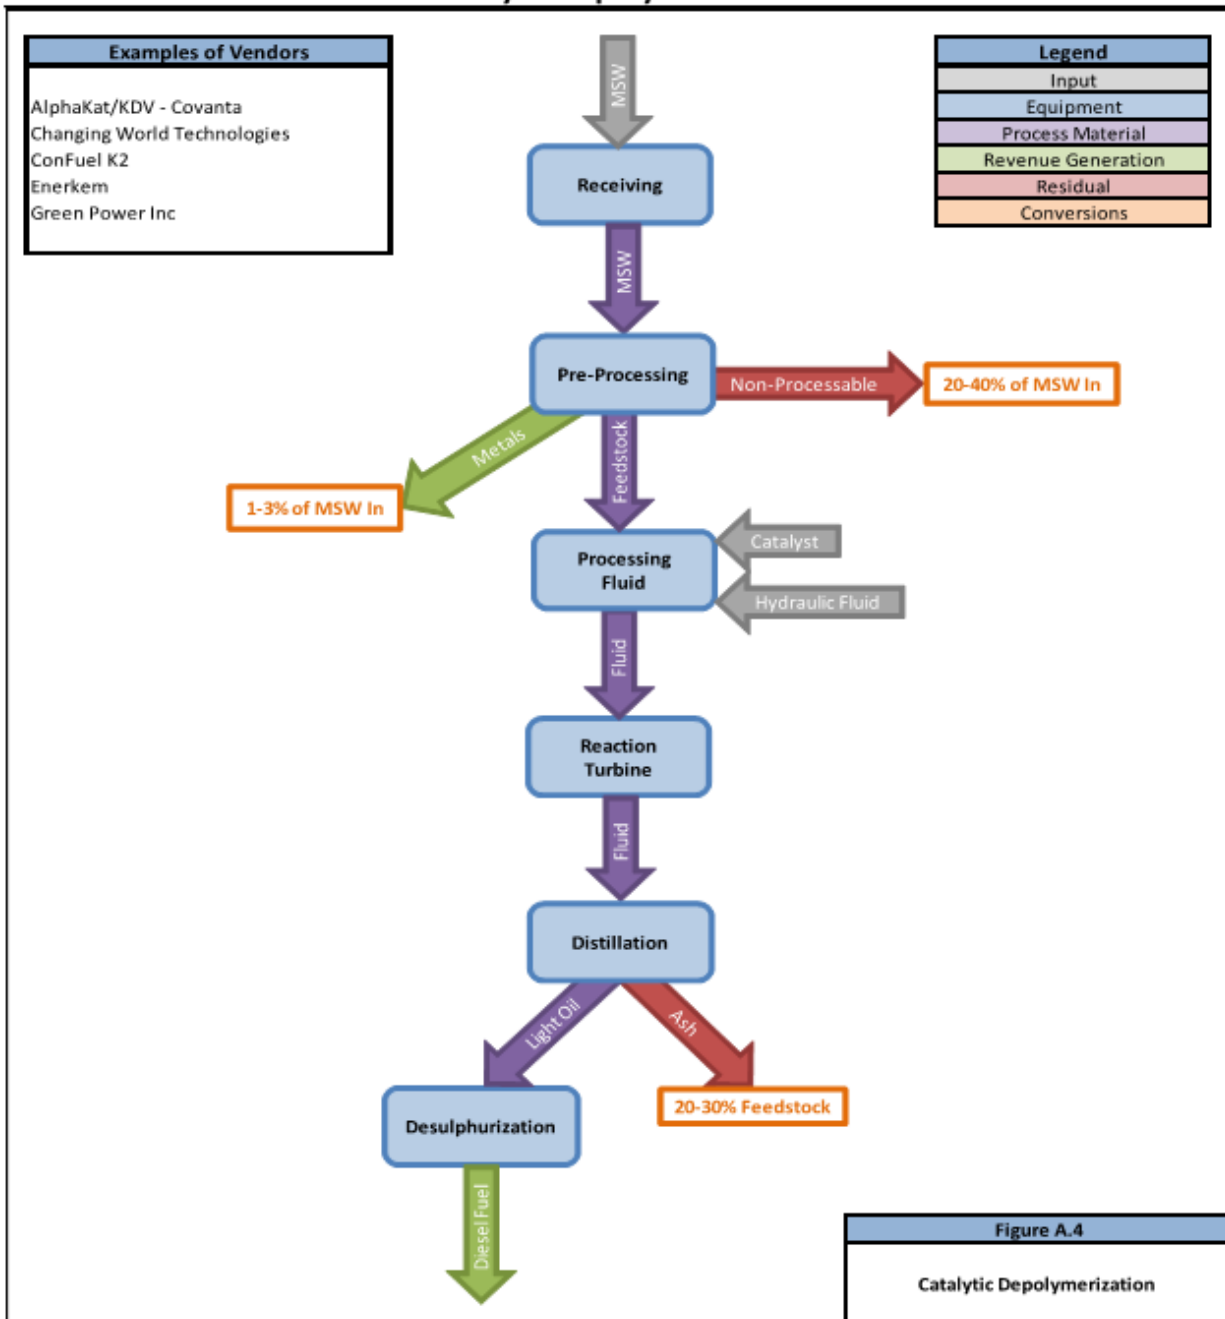 Examples of Vendors
AlphaKat/KDV - Covanta
Changing World Technologies
ConFuel K2
Enerkem
Green Power Inc
Legend
Input
Equipment
Process Material
Revenue Generation
Residual
Conversions
MSW
Receiving
MSW
Pre-Processing
Non-Processable
20-40% of MSW In
Metals
1-3% of MSW In
Feedstock
Processing
Fluid
Catalyst
Hydraulic Fluid
Fluid
Reaction
Turbine
Fluid
Distillation
Light Oil
Ash
20-30% Feedstock
Desulphurization
Diesel Fuel
Figure A.4
Catalytic Depolymerization